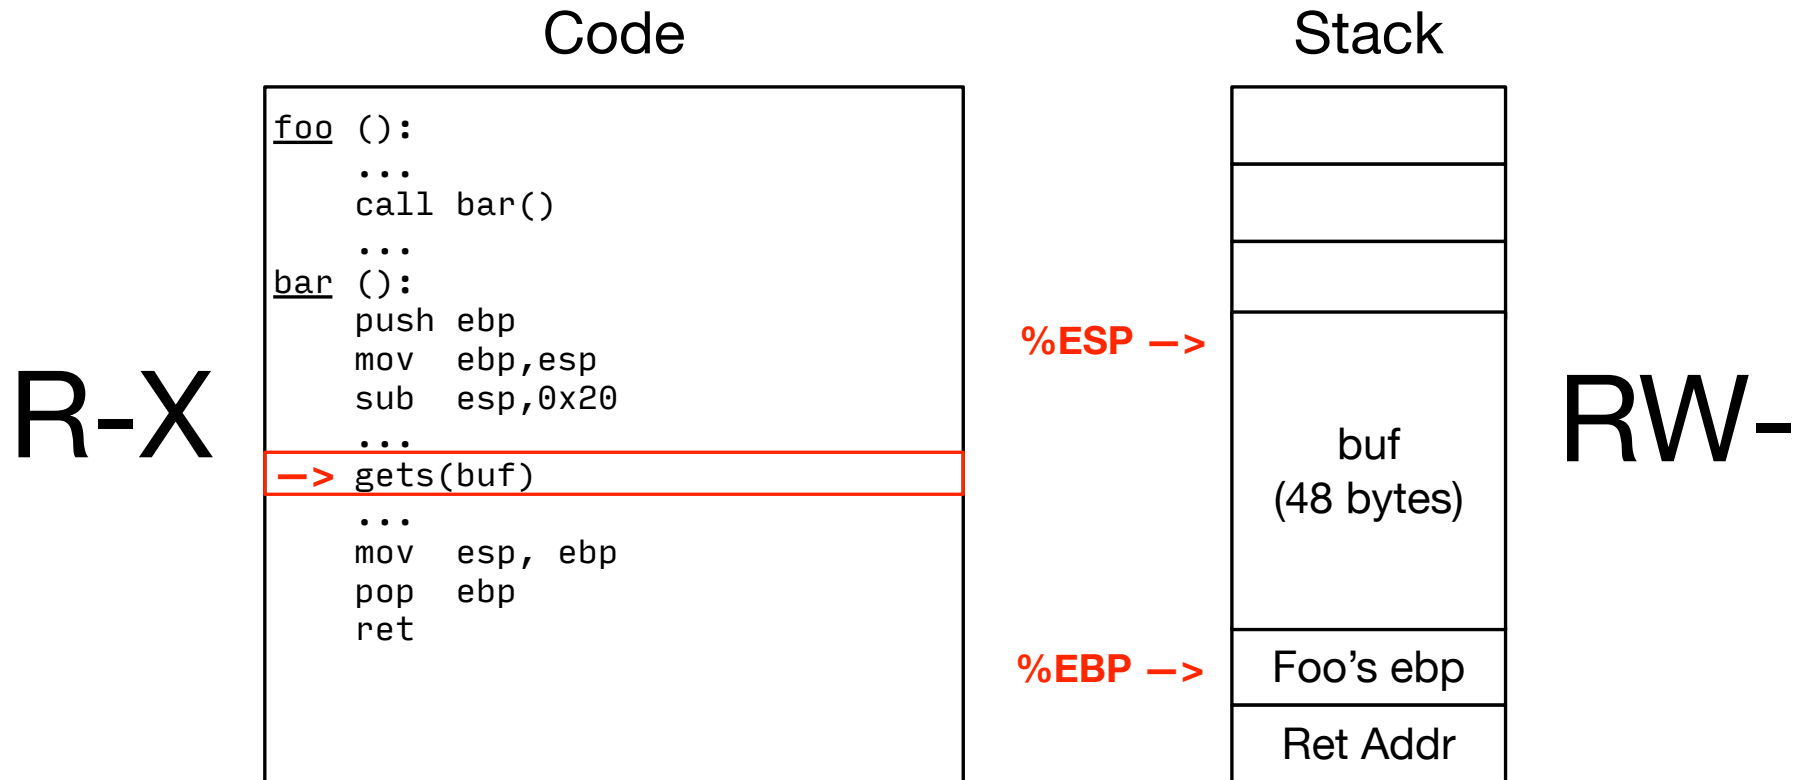 Code
foo ():
...
call bar()
...
bar ():
push ebp
mov ebp,esp
sub esp,0x20
...
—> gets(buf)
...
mov esp, ebp
pop ebp
ret
R-X
Stack
%ESP —>
buf
(48 bytes)
%EBP —>
Foo’s ebp
Ret Addr
RW-